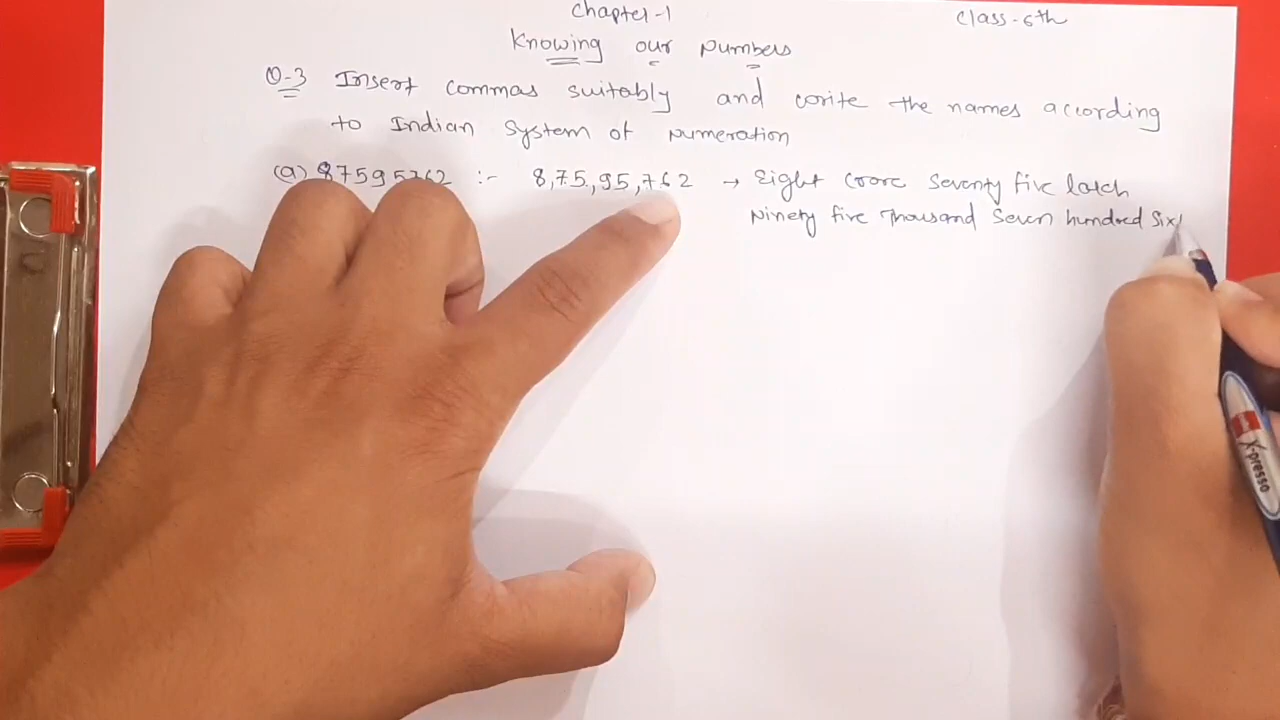 Chapter-1
Class-6th
Knowing our numbers
Q-3 Insert commas suitably and write the names according
to Indian System of numeration
(a) 87595762 :- 8,75,95,762 → Eight Crore Seventy five lakh
Ninety five Thousand Seven hundred Six
X-presso